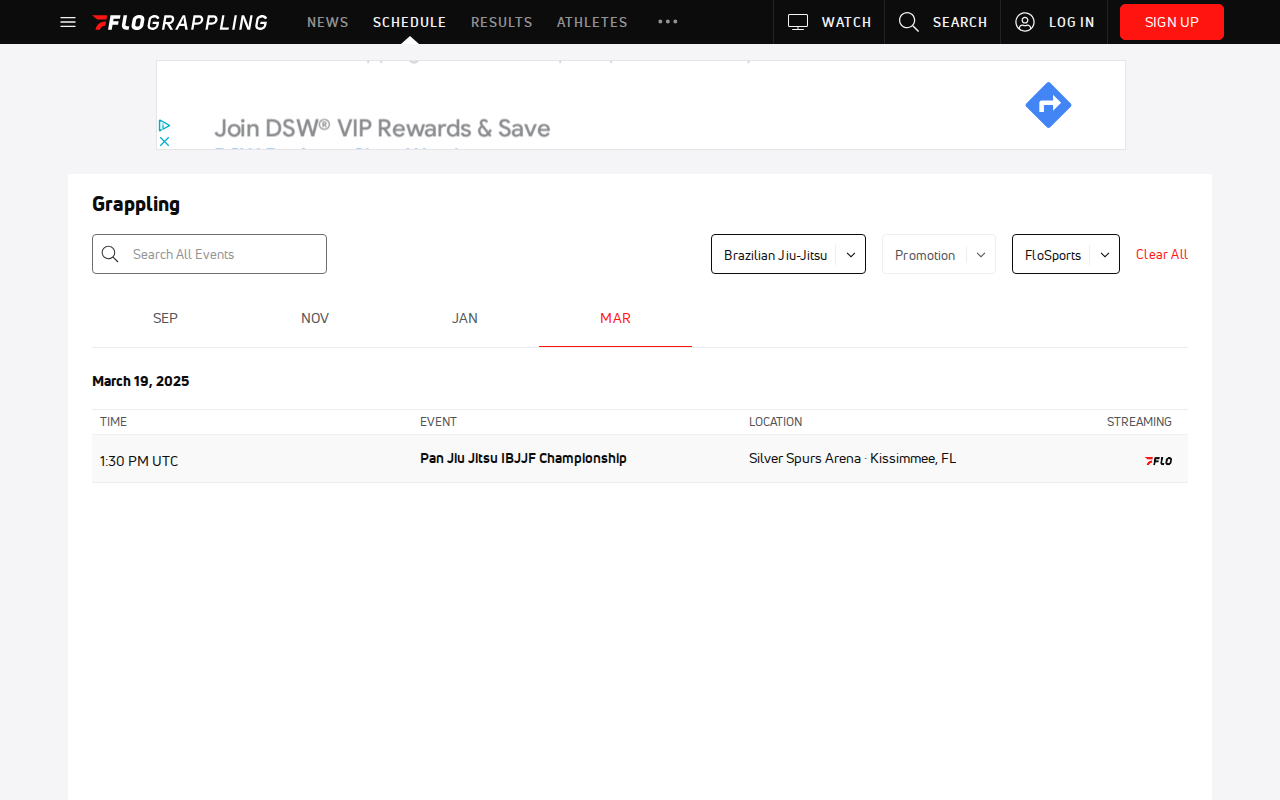 FLOGRAPPLING NEWS SCHEDULE RESULTS ATHLETES WATCH SEARCH LOG IN SIGN UP
Join DSW® VIP Rewards & Save
Grappling
Search All Events Brazilian Jiu-Jitsu Promotion FloSports Clear All
SEP NOV JAN MAR
March 19, 2025
TIME EVENT LOCATION STREAMING
1:30 PM UTC Pan Jiu Jitsu IBJJF Championship Silver Spurs Arena · Kissimmee, FL FLO